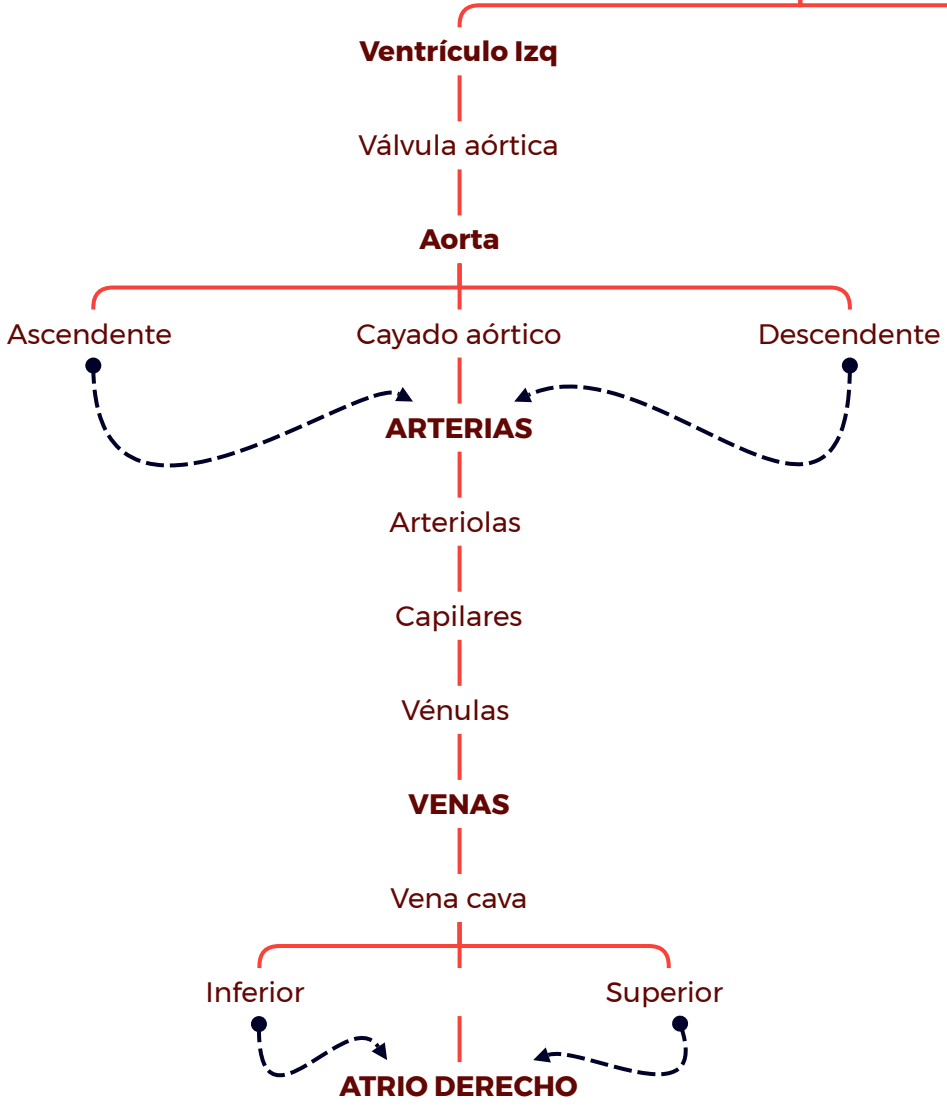 Ventrículo Izq
Válvula aórtica
Aorta
Ascendente
Cayado aórtico
Descendente
ARTERIAS
Arteriolas
Capilares
Vénulas
VENAS
Vena cava
Inferior
Superior
ATRIO DERECHO